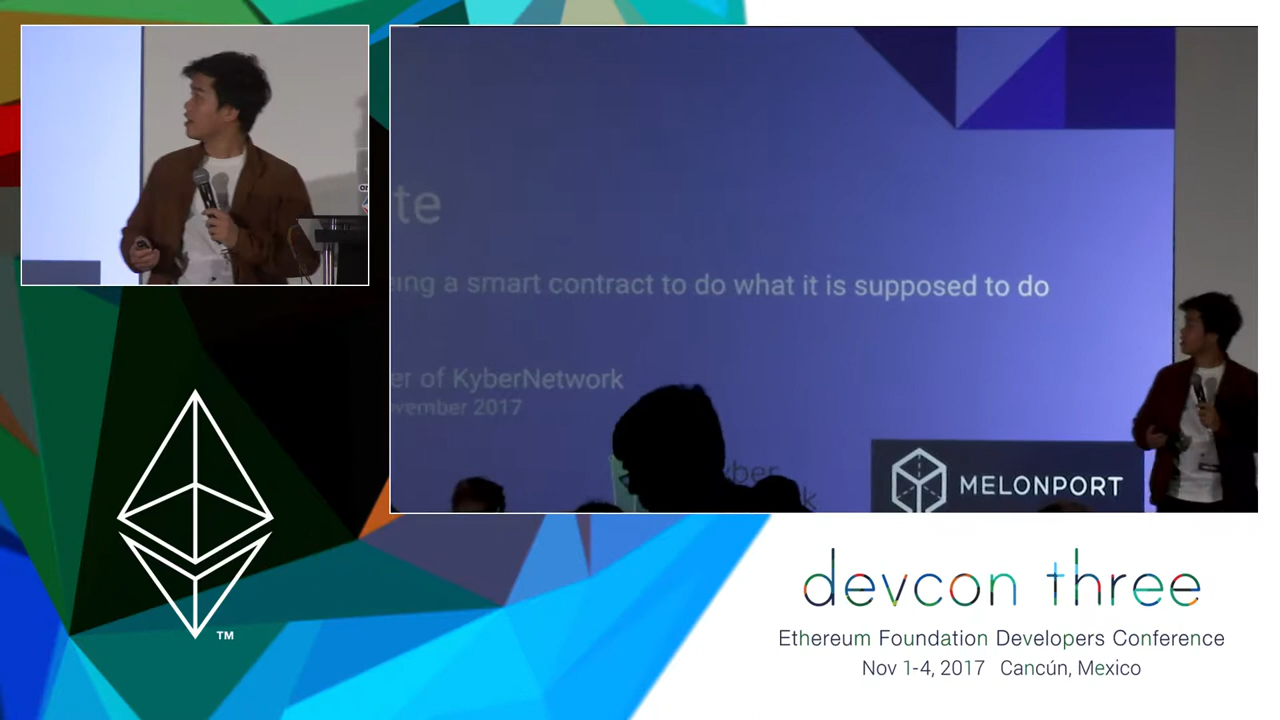 te
ing a smart contract to do what it is supposed to do
er of KyberNetwork
vember 2017
yber
k
MELONPORT
TM
devcon three
Ethereum Foundation Developers Conference
Nov 1-4, 2017 Cancún, Mexico